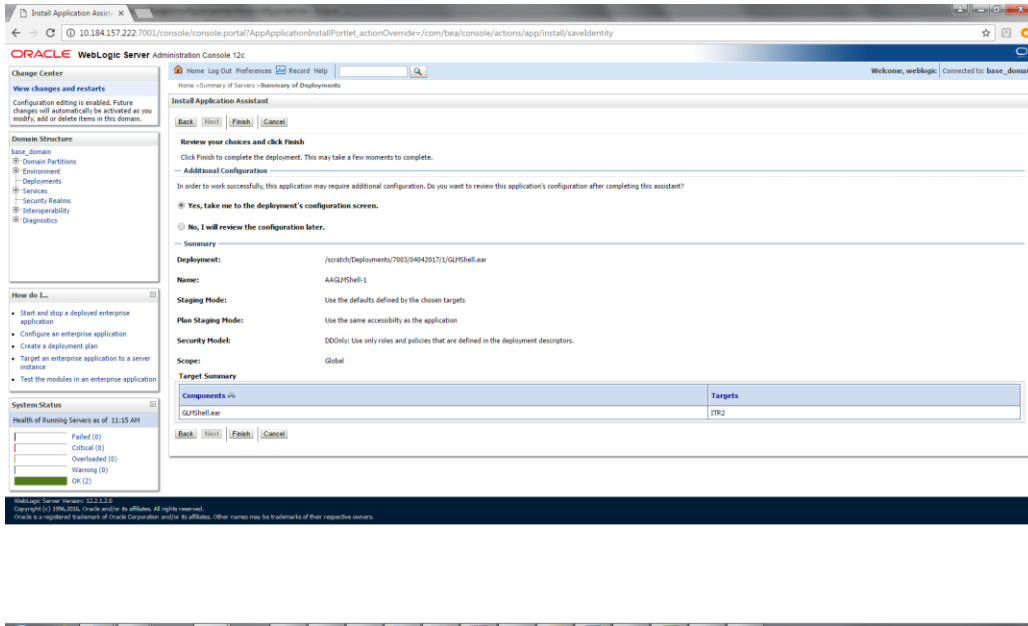 Install Application Assist
10.184.157.222:7001/console/console.portal?AppApplicationInstallPortlet_actionOverride=/com/bea/console/actions/app/install/saveIdentity
ORACLE WebLogic Server Administration Console 12c
Change Center
View changes and restarts
Configuration editing is enabled. Future
changes will automatically be activated as you
modify, add or delete items in this domain.
Domain Structure
base_domain
Domain Partitions
Environment
Deployments
Services
Security Realms
Interoperability
Diagnostics
How do I...
Start and stop a deployed enterprise
application
Configure an enterprise application
Create a deployment plan
Target an enterprise application to a server
instance
Test the modules in an enterprise application
System Status
Health of Running Servers as of 11:15 AM
Failed (0)
Critical (0)
Overloaded (0)
Warning (0)
OK (2)
Home Log Out Preferences Record Help
Welcome, weblogic Connected to: base_domai
Home >Summary of Servers >Summary of Deployments
Install Application Assistant
Back Next Finish Cancel
Review your choices and click Finish
Click Finish to complete the deployment. This may take a few moments to complete.
Additional Configuration
In order to work successfully, this application may require additional configuration. Do you want to review this application's configuration after completing this assistant?
Yes, take me to the deployment's configuration screen.
No, I will review the configuration later.
Summary
Deployment: /scratch/Deployments/7003/04042017/1/GLMShell.ear
Name: AAGLMShell-1
Staging Mode: Use the defaults defined by the chosen targets
Plan Staging Mode: Use the same accessibilty as the application
Security Model: DDOnly: Use only roles and policies that are defined in the deployment descriptors.
Scope: Global
Target Summary
Components Targets
GLMShell.ear ITR2
Back Next Finish Cancel
WebLogic Server Version: 12.2.1.2.0
Copyright (c) 1996,2016, Oracle and/or its affiliates. All rights reserved.
Oracle is a registered trademark of Oracle Corporation and/or its affiliates. Other names may be trademarks of their respective owners.